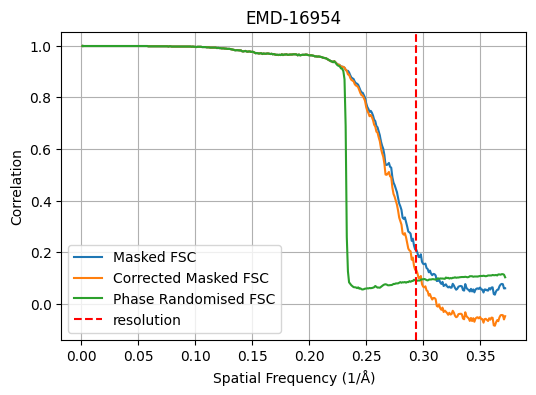 EMD-16954
Correlation
1.0
0.8
0.6
0.4
0.2
0.0
Masked FSC
Corrected Masked FSC
Phase Randomised FSC
resolution
0.00 0.05 0.10 0.15 0.20 0.25 0.30 0.35
Spatial Frequency (1/Å)